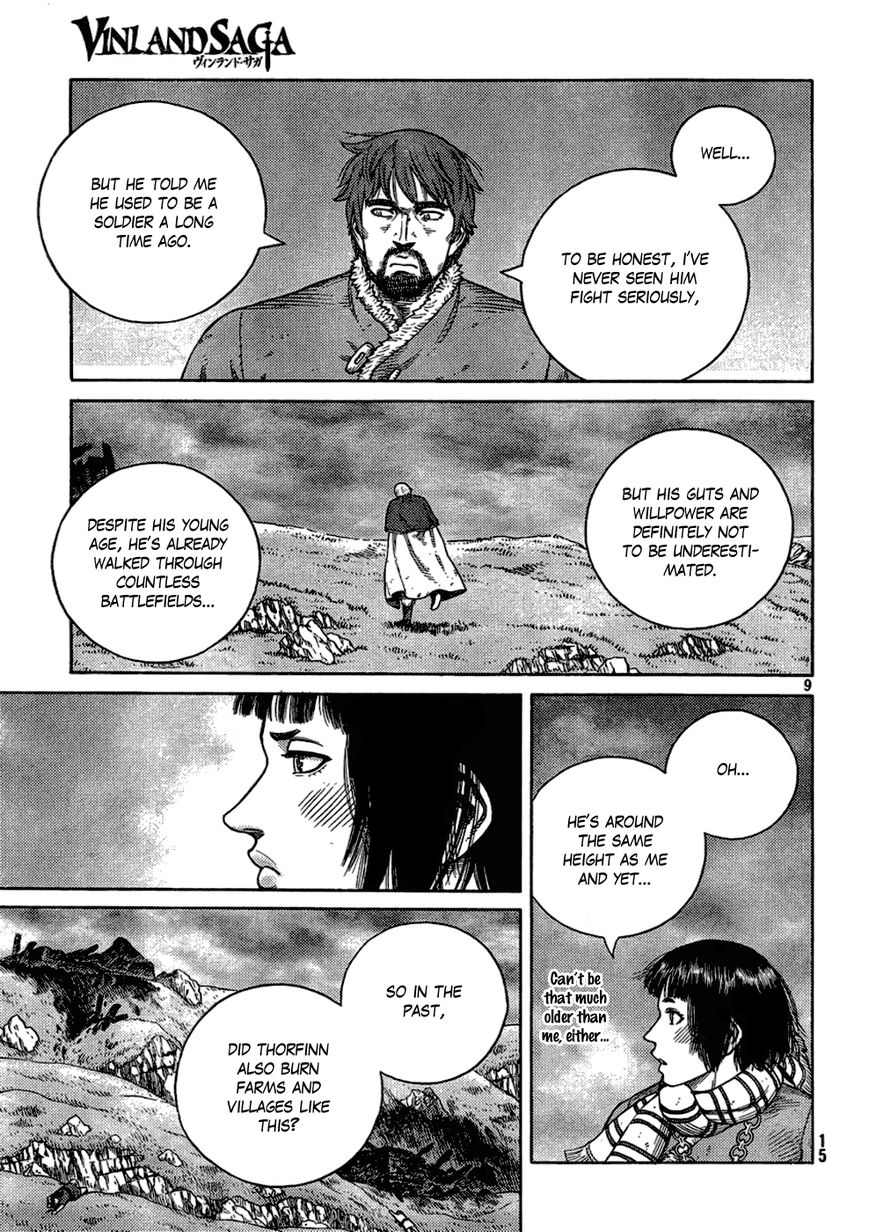 VINLAND SAGA
ヴィンランド・サガ
WELL...
TO BE HONEST, I'VE
NEVER SEEN HIM
FIGHT SERIOUSLY,
BUT HE TOLD ME
HE USED TO BE A
SOLDIER A LONG
TIME AGO.
BUT HIS GUTS AND
WILLPOWER ARE
DEFINITELY NOT
TO BE UNDERESTI-
MATED.
DESPITE HIS YOUNG
AGE, HE'S ALREADY
WALKED THROUGH
COUNTLESS
BATTLEFIELDS...
9
OH...
HE'S AROUND
THE SAME
HEIGHT AS ME
AND YET...
Can't be
that much
older than
me, either...
SO IN THE
PAST,
DID THORFINN
ALSO BURN
FARMS AND
VILLAGES LIKE
THIS?
15